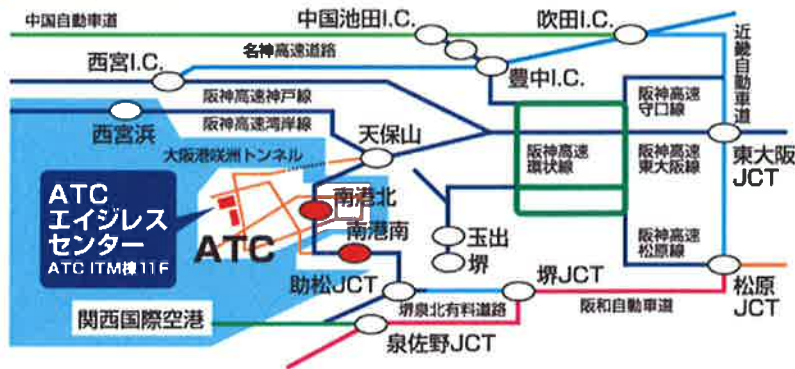 中国自動車道
中国池田I.C.
吹田I.C.
名神高速道路
西宮I.C.
豊中I.C.
近畿自動車道
阪神高速神戸線
阪神高速
守口線
西宮浜
阪神高速湾岸線
天保山
大阪港咲洲トンネル
阪神高速
環状線
阪神高速
東大阪線
東大阪
JCT
ATC
エイジレス
センター
ATC ITM棟11F
南港北
ATC
南港南
玉出
堺
阪神高速
松原線
助松JCT
堺JCT
松原
JCT
堺泉北有料道路
阪和自動車道
関西国際空港
泉佐野JCT